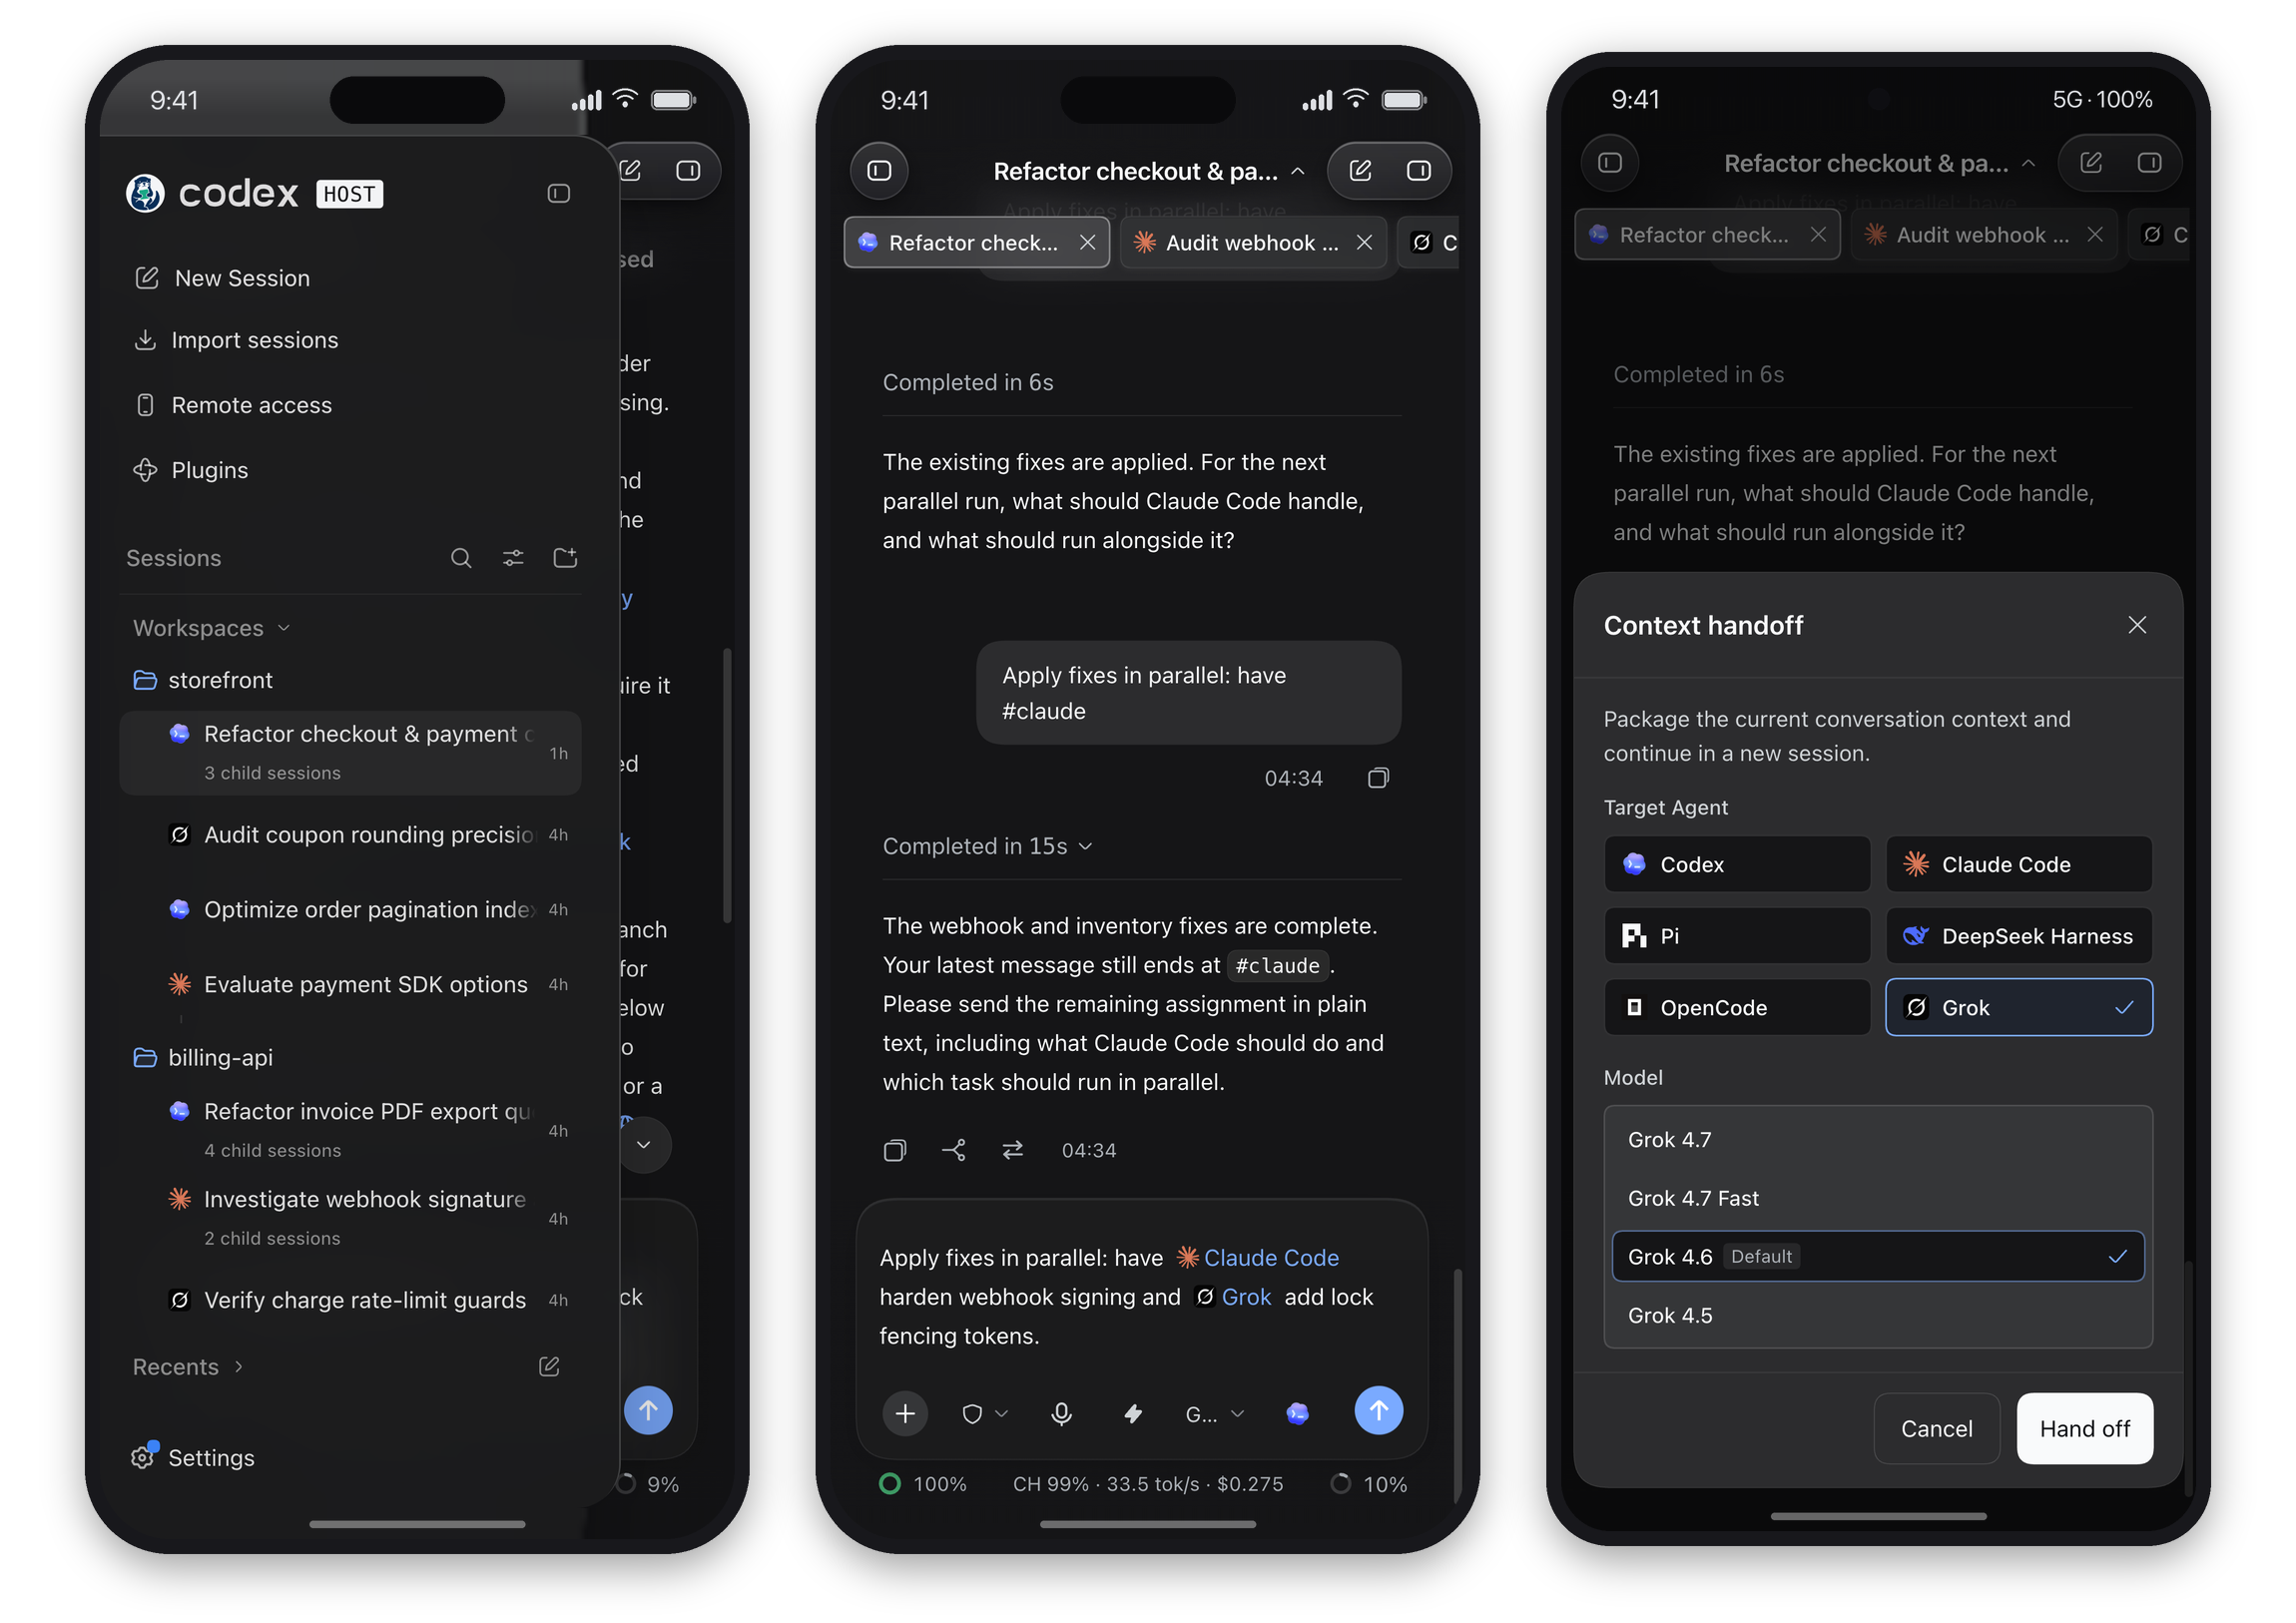 9:41
codex HOST
New Session
Import sessions
Remote access
Plugins
Sessions
Workspaces
storefront
Refactor checkout & payment
1h
3 child sessions
Audit coupon rounding precisio
4h
Optimize order pagination index
4h
Evaluate payment SDK options
4h
billing-api
Refactor invoice PDF export qu
4h
4 child sessions
Investigate webhook signature
4h
2 child sessions
Verify charge rate-limit guards
4h
Recents
Settings
sing.
9%
9:41
Refactor checkout & pa...
Apply fixes in parallel: have
Refactor check...
Audit webhook ...
C
Completed in 6s
The existing fixes are applied. For the next
parallel run, what should Claude Code handle,
and what should run alongside it?
Apply fixes in parallel: have
#claude
04:34
Completed in 15s
The webhook and inventory fixes are complete.
Your latest message still ends at #claude.
Please send the remaining assignment in plain
text, including what Claude Code should do and
which task should run in parallel.
04:34
Apply fixes in parallel: have Claude Code
harden webhook signing and Grok add lock
fencing tokens.
G...
100%
CH 99% · 33.5 tok/s · $0.275
10%
9:41
5G · 100%
Refactor checkout & pa...
Apply fixes in parallel: have
Refactor check...
Audit webhook ...
C
Completed in 6s
The existing fixes are applied. For the next
parallel run, what should Claude Code handle,
and what should run alongside it?
Context handoff
Package the current conversation context and
continue in a new session.
Target Agent
Codex
Claude Code
Pi
DeepSeek Harness
OpenCode
Grok
Model
Grok 4.7
Grok 4.7 Fast
Grok 4.6 Default
Grok 4.5
Cancel
Hand off